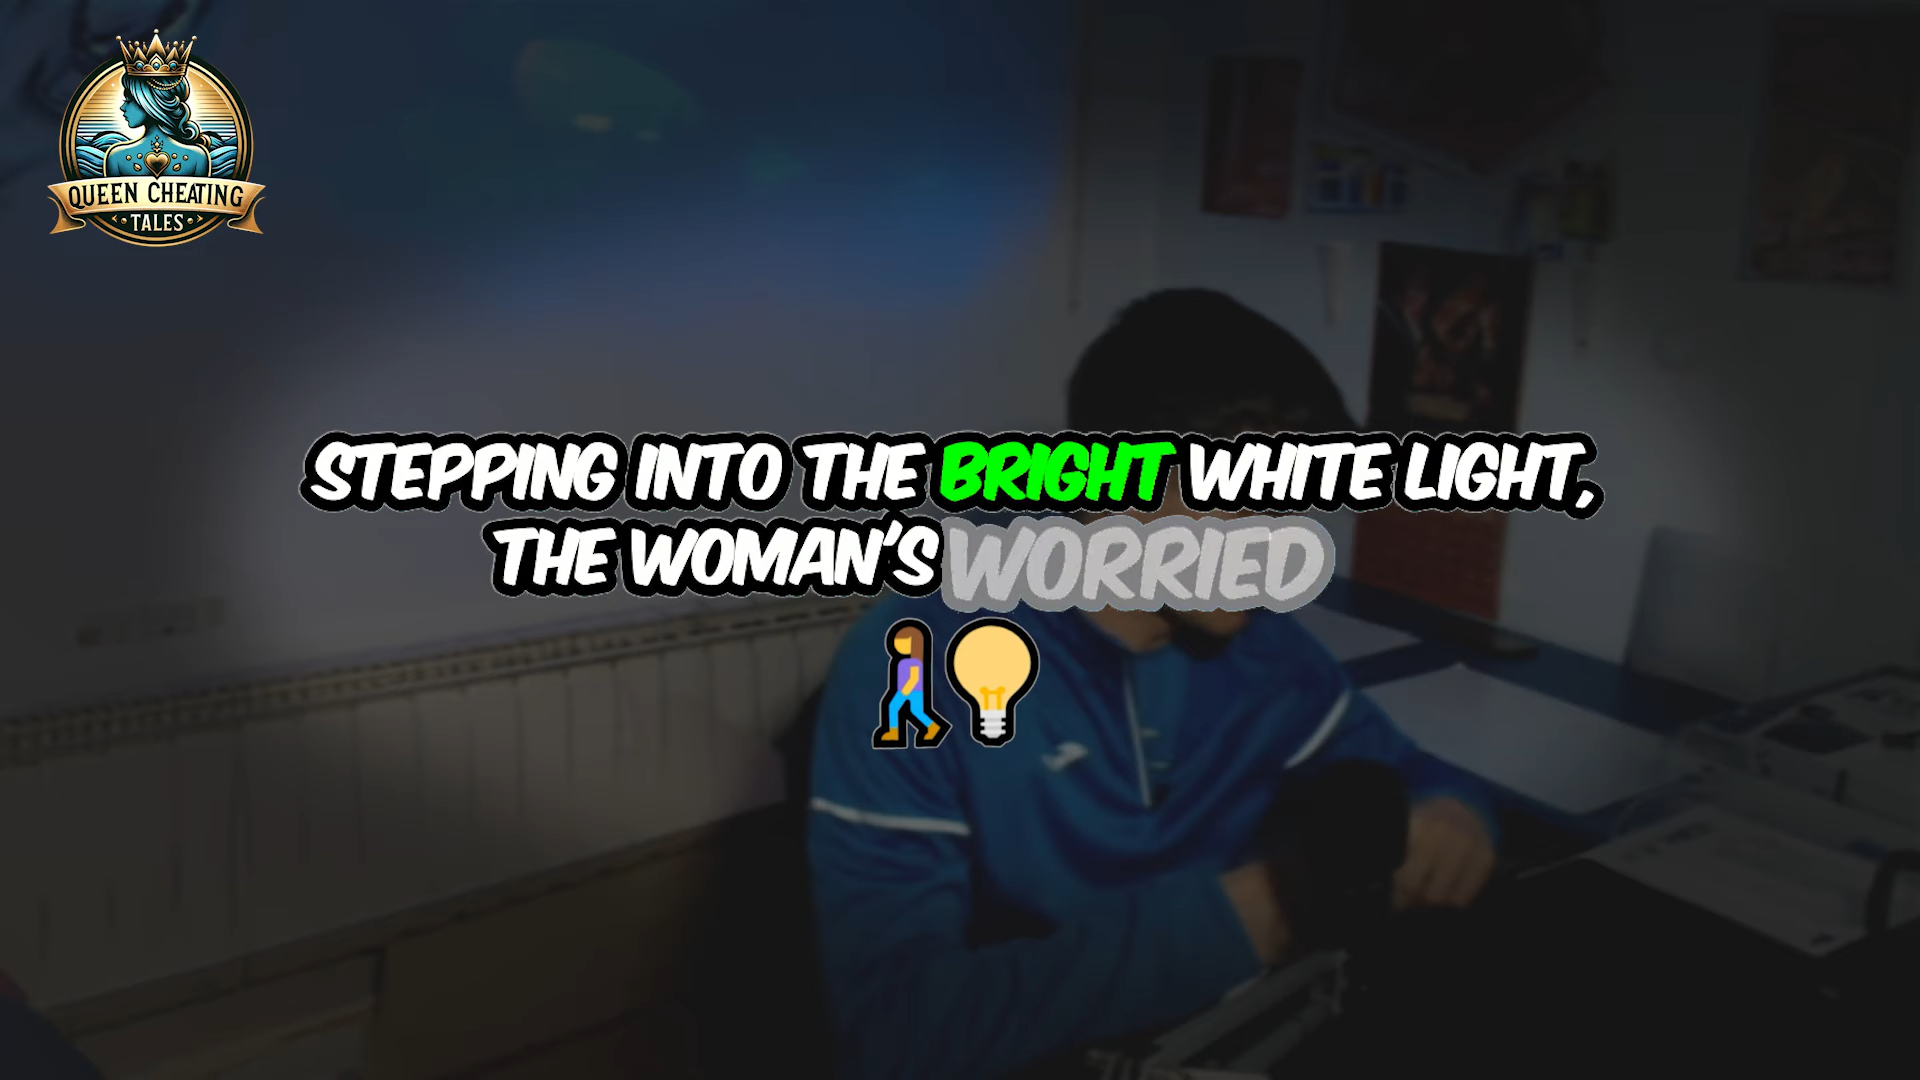 QUEEN CHEATING
TALES
STEPPING INTO THE BRIGHT WHITE LIGHT,
THE WOMAN'S WORRIED